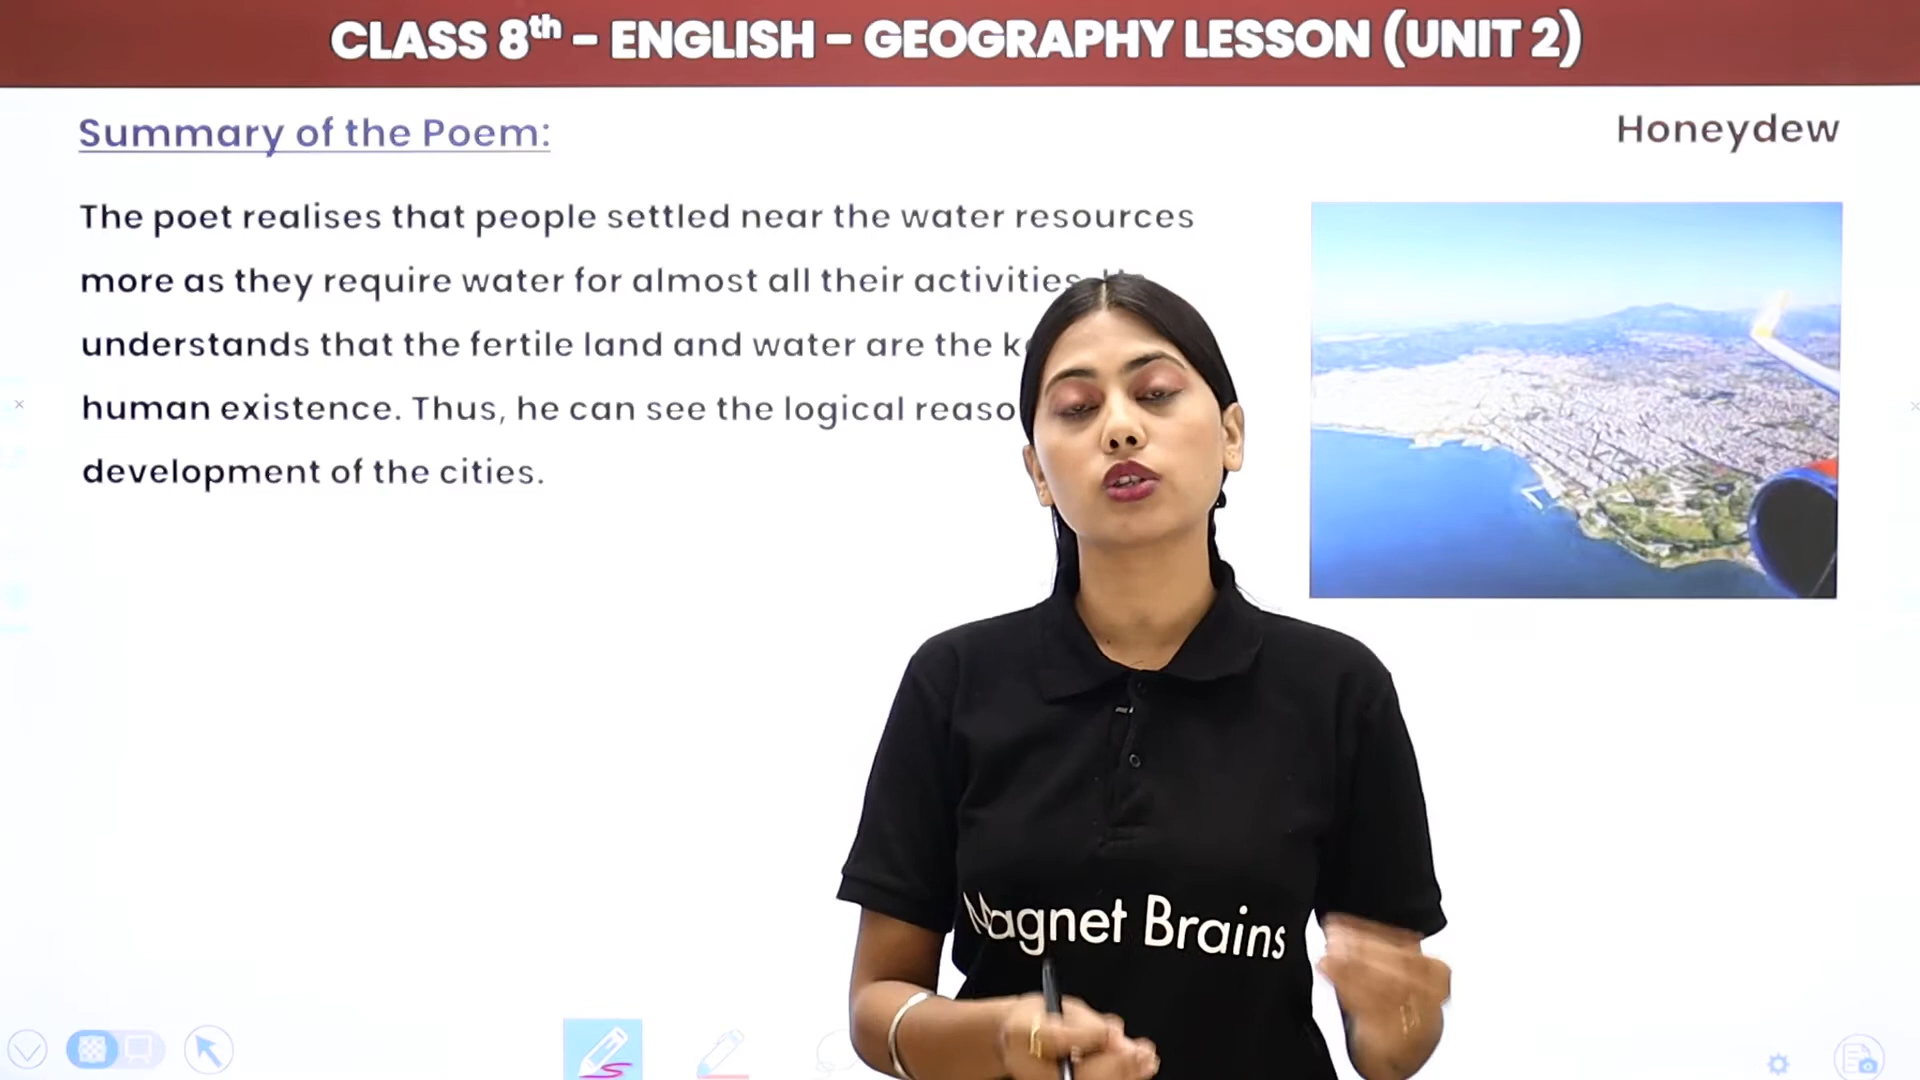 CLASS 8th - ENGLISH - GEOGRAPHY LESSON (UNIT 2)
Summary of the Poem:
Honeydew
The poet realises that people settled near the water resources
more as they require water for almost all their activities
understands that the fertile land and water are the
human existence. Thus, he can see the logical
development of the cities.
Magnet Brains